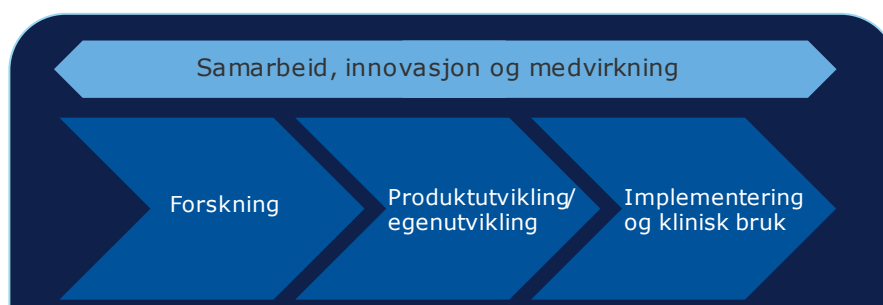 Samarbeid, innovasjon og medvirkning
Forskning
Produktutvikling/
egenutvikling
Implementering
og klinisk bruk